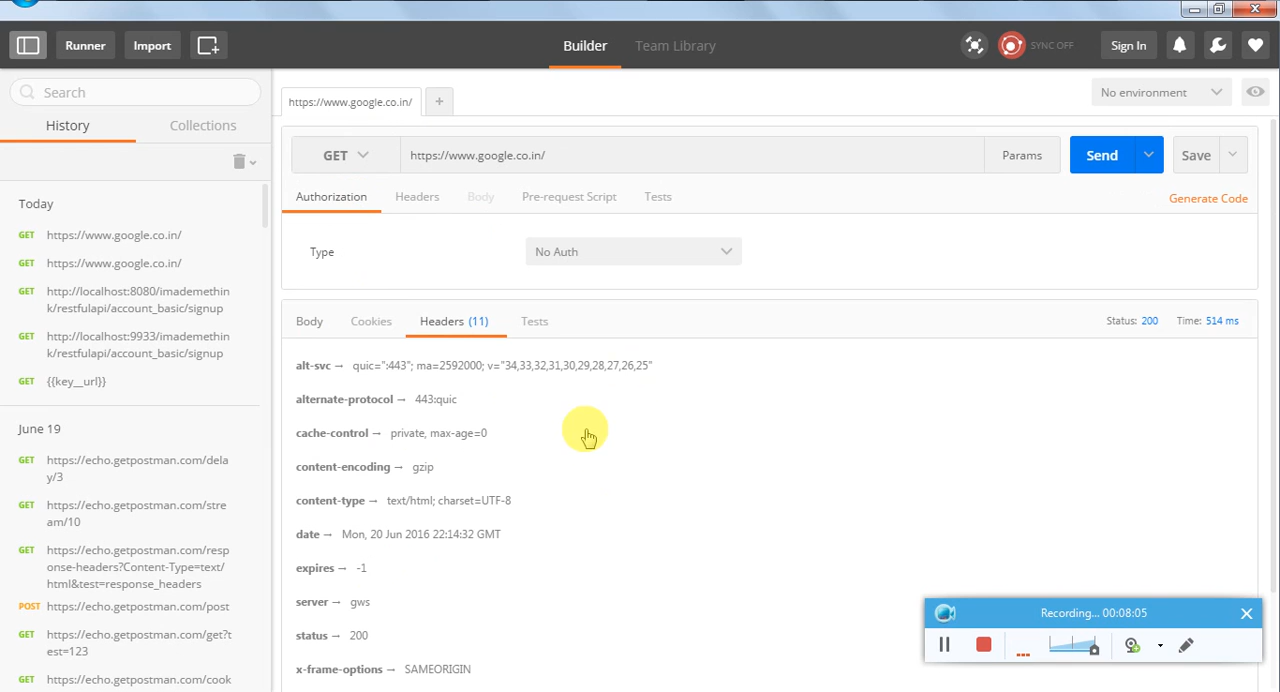 Runner
Import
Builder
Team Library
SYNC OFF
Sign In
Search
History
Collections
Today
GET https://www.google.co.in/
GET https://www.google.co.in/
GET http://localhost:8080/imademethin
k/restfulapi/account_basic/signup
GET http://localhost:9933/imademethin
k/restfulapi/account_basic/signup
GET {{key__url}}
June 19
GET https://echo.getpostman.com/dela
y/3
GET https://echo.getpostman.com/stre
am/10
GET https://echo.getpostman.com/resp
onse-headers?Content-Type=text/
html&test=response_headers
POST https://echo.getpostman.com/post
GET https://echo.getpostman.com/get?t
est=123
GET https://echo.getpostman.com/cook
https://www.google.co.in/
+
No environment
GET
https://www.google.co.in/
Params
Send
Save
Authorization
Headers
Body
Pre-request Script
Tests
Generate Code
Type
No Auth
Body
Cookies
Headers (11)
Tests
Status: 200
Time: 514 ms
alt-svc → quic=":443"; ma=2592000; v="34,33,32,31,30,29,28,27,26,25"
alternate-protocol → 443:quic
cache-control → private, max-age=0
content-encoding → gzip
content-type → text/html; charset=UTF-8
date → Mon, 20 Jun 2016 22:14:32 GMT
expires → -1
server → gws
status → 200
x-frame-options → SAMEORIGIN
Recording... 00:08:05